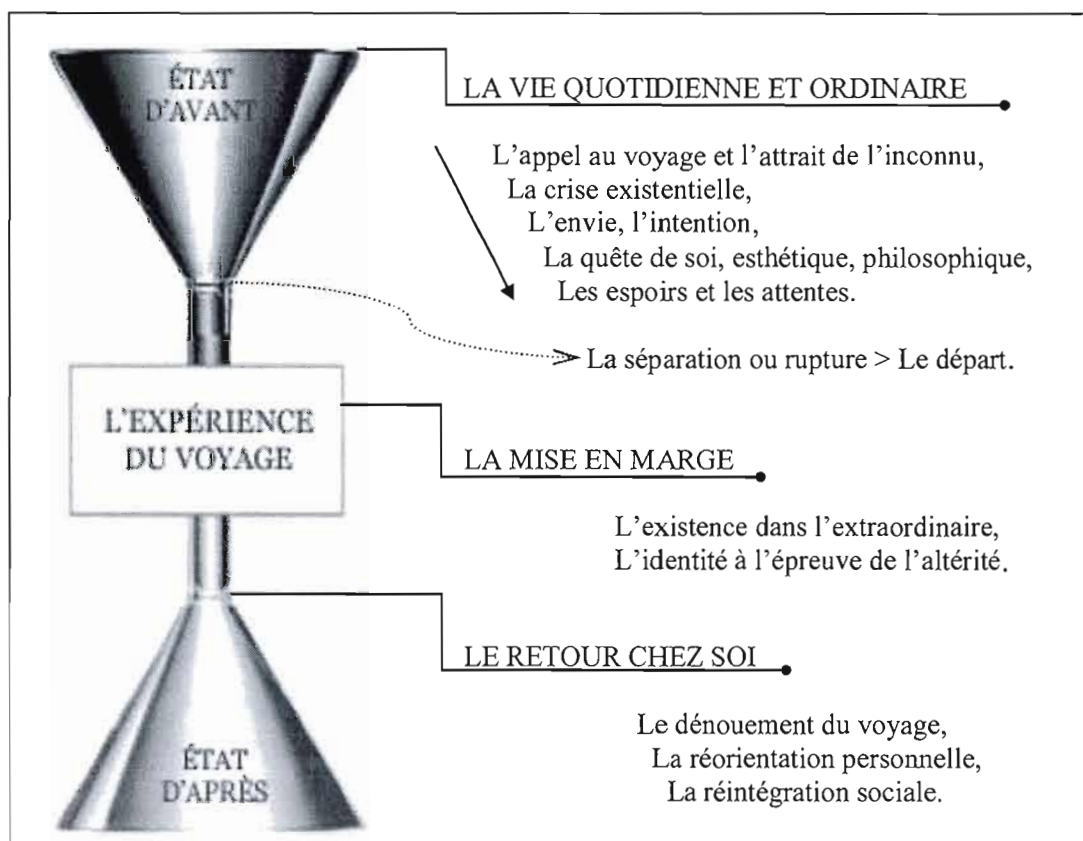 ÉTAT
D'AVANT
LA VIE QUOTIDIENNE ET ORDINAIRE
L'appel au voyage et l'attrait de l'inconnu,
La crise existentielle,
L'envie, l'intention,
La quête de soi, esthétique, philosophique,
Les espoirs et les attentes.
La séparation ou rupture > Le départ.
L'EXPÉRIENCE
DU VOYAGE
LA MISE EN MARGE
L'existence dans l'extraordinaire,
L'identité à l'épreuve de l'altérité.
LE RETOUR CHEZ SOI
Le dénouement du voyage,
La réorientation personnelle,
La réintégration sociale.
ÉTAT
D'APRÈS